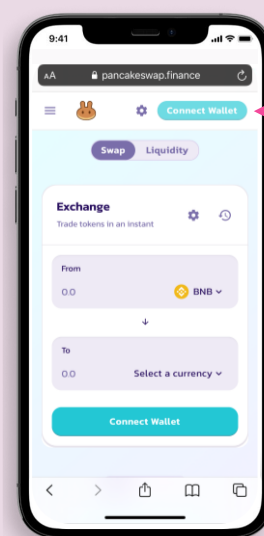 9:41
AA pancakeswap.finance
Connect Wallet
Swap Liquidity
Exchange
Trade tokens in an instant
From
0.0 BNB
To
0.0 Select a currency
Connect Wallet